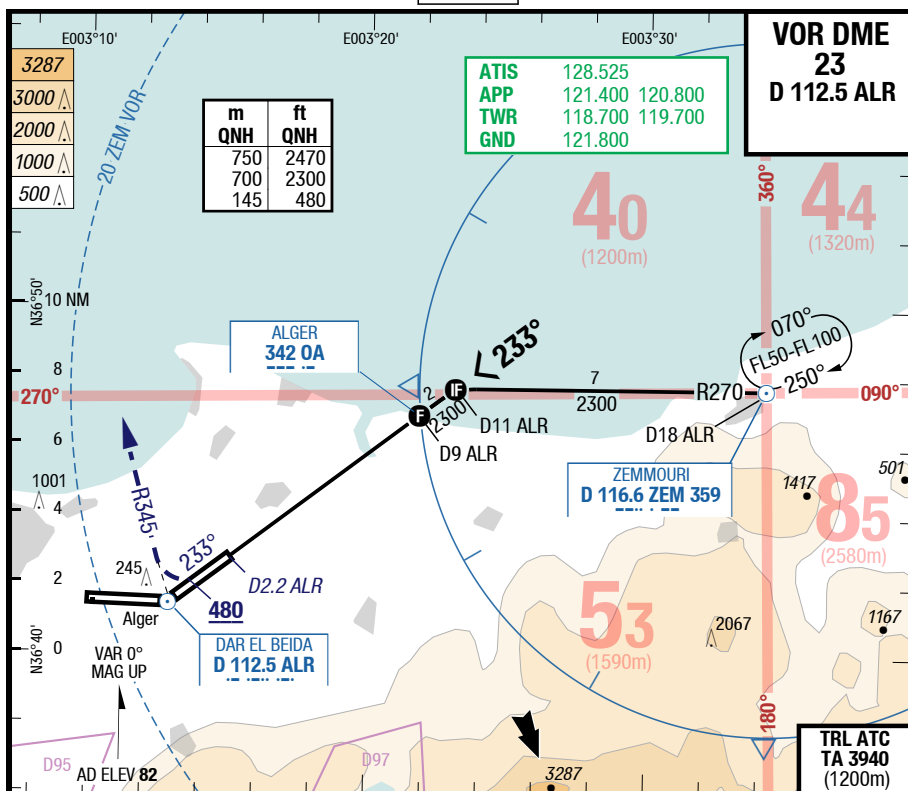 E003°10'
E003°20'
E003°30'
VOR DME
23
D 112.5 ALR
3287
3000
2000
1000
500
20 ZEM VOR
m ft
QNH QNH
750 2470
700 2300
145 480
ATIS 128.525
APP 121.400 120.800
TWR 118.700 119.700
GND 121.800
40
(1200m)
360°
44
(1320m)
N36°50'
10 NM
ALGER
342 OA
233°
070°
FL50-FL100
250°
8
270°
2
2300
IF
7
2300
R270
090°
F
D11 ALR
D9 ALR
D18 ALR
6
ZEMMOURI
D 116.6 ZEM 359
1417
501
85
(2580m)
1001
4
R345
233°
245
D2.2 ALR
2
480
Alger
53
(1590m)
2067
1167
N36°40'
0
DAR EL BEIDA
D 112.5 ALR
VAR 0°
MAG UP
180°
D95
D97
AD ELEV 82
3287
TRL ATC
TA 3940
(1200m)